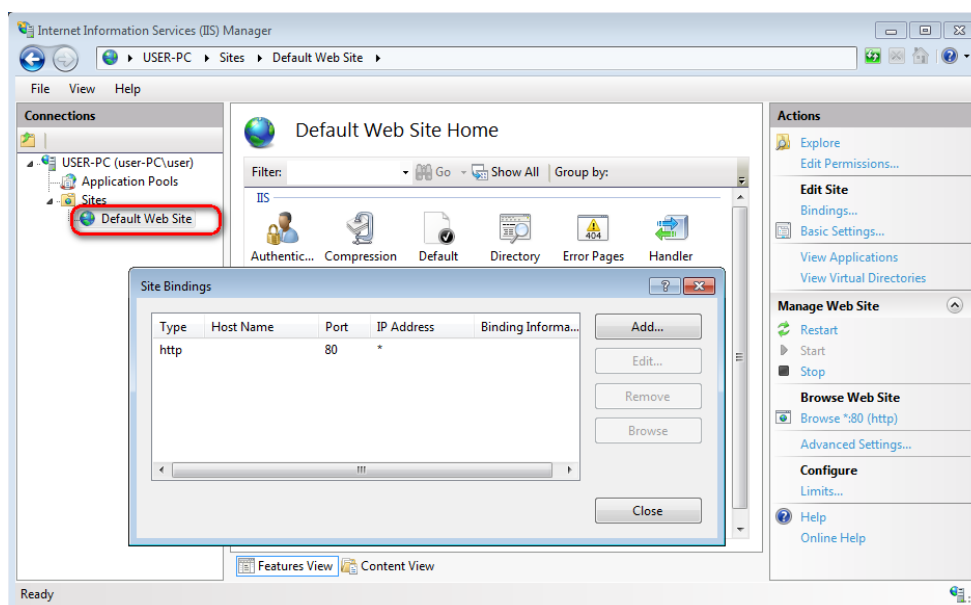 Internet Information Services (IIS) Manager
USER-PC Sites Default Web Site
File View Help
Connections
USER-PC (user-PC\user)
Application Pools
Sites
Default Web Site
Default Web Site Home
Filter: Go Show All Group by:
IIS
Authentic... Compression Default Directory Error Pages Handler
404
Site Bindings
Type Host Name Port IP Address Binding Informa...
http 80 *
Add...
Edit...
Remove
Browse
Close
Features View Content View
Actions
Explore
Edit Permissions...
Edit Site
Bindings...
Basic Settings...
View Applications
View Virtual Directories
Manage Web Site
Restart
Start
Stop
Browse Web Site
Browse *:80 (http)
Advanced Settings...
Configure
Limits...
Help
Online Help
Ready